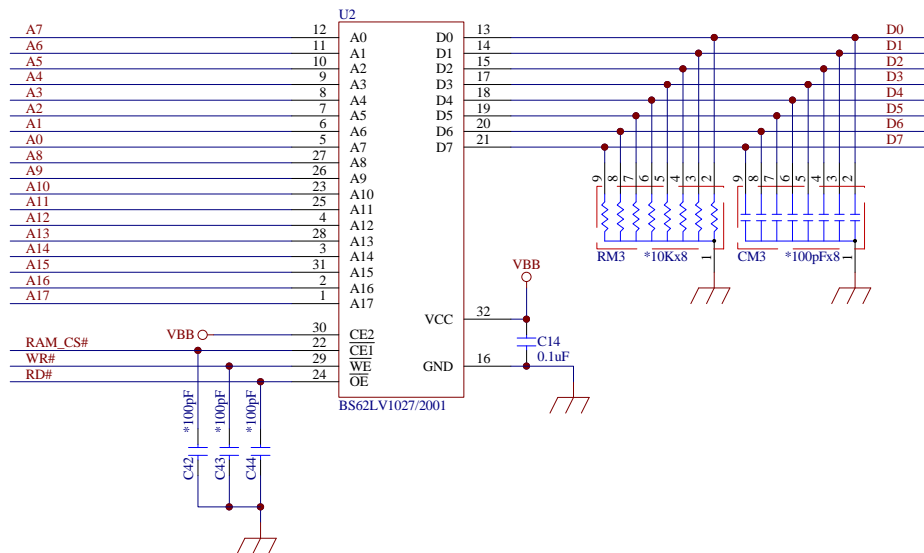 U2
A7 12 A0 D0 13 D0
A6 11 A1 D1 14 D1
A5 10 A2 D2 15 D2
A4 9 A3 D3 17 D3
A3 8 A4 D4 18 D4
A2 7 A5 D5 19 D5
A1 6 A6 D6 20 D6
A0 5 A7 D7 21 D7
A8 27 A8
A9 26 A9
A10 23 A10
A11 25 A11
A12 4 A12
A13 28 A13
A14 3 A14
A15 31 A15
A16 2 A16
A17 1 A17
9 8 7 6 5 4 3 2
RM3 *10Kx8 1
9 8 7 6 5 4 3 2
CM3 *100pFx8 1
VBB
VCC 32
C14
0.1uF
GND 16
VBB 30 CE2
RAM_CS# 22 CE1
WR# 29 WE
RD# 24 OE
BS62LV1027/2001
*100pF *100pF *100pF
C42 C43 C44